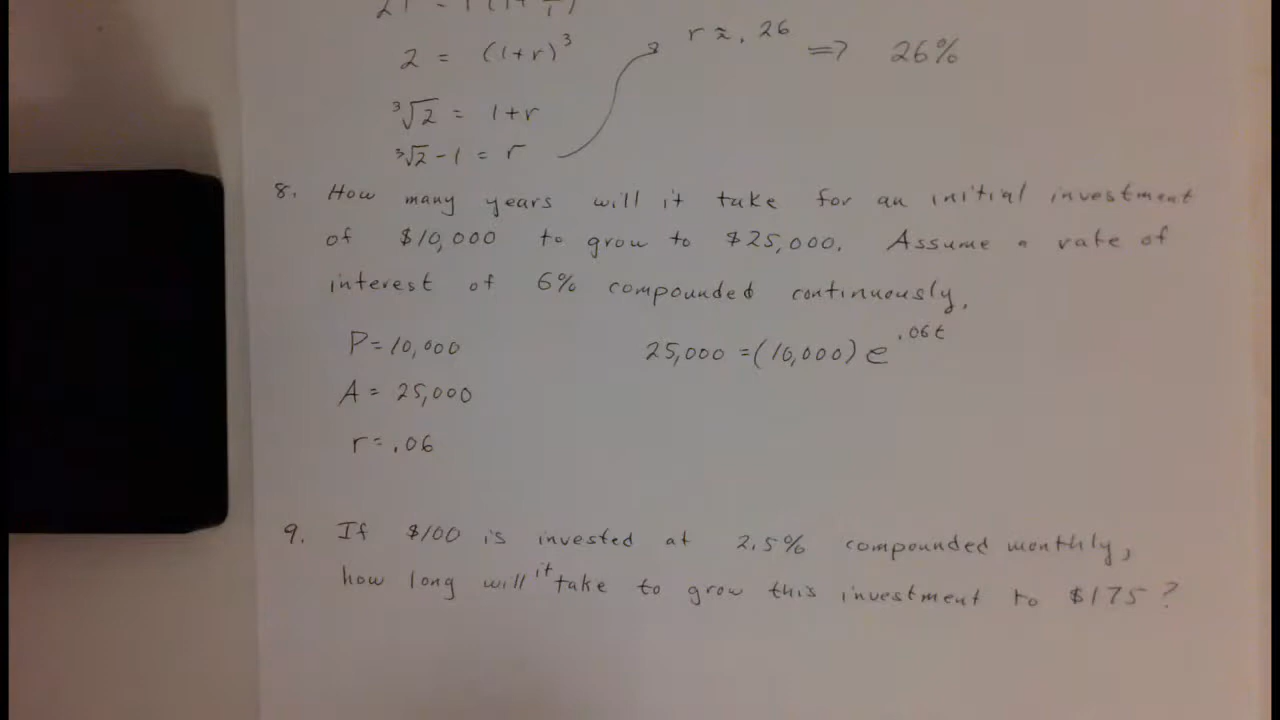 2 = (1+r)³ r ≈ .26 => 26%
³√2 = 1+r
³√2 - 1 = r
8. How many years will it take for an initial investment
of $10,000 to grow to $25,000. Assume a rate of
interest of 6% compounded continuously.
P = 10,000 25,000 = (10,000) e^.06t
A = 25,000
r = .06
9. If $100 is invested at 2.5% compounded monthly,
how long will it take to grow this investment to $175?